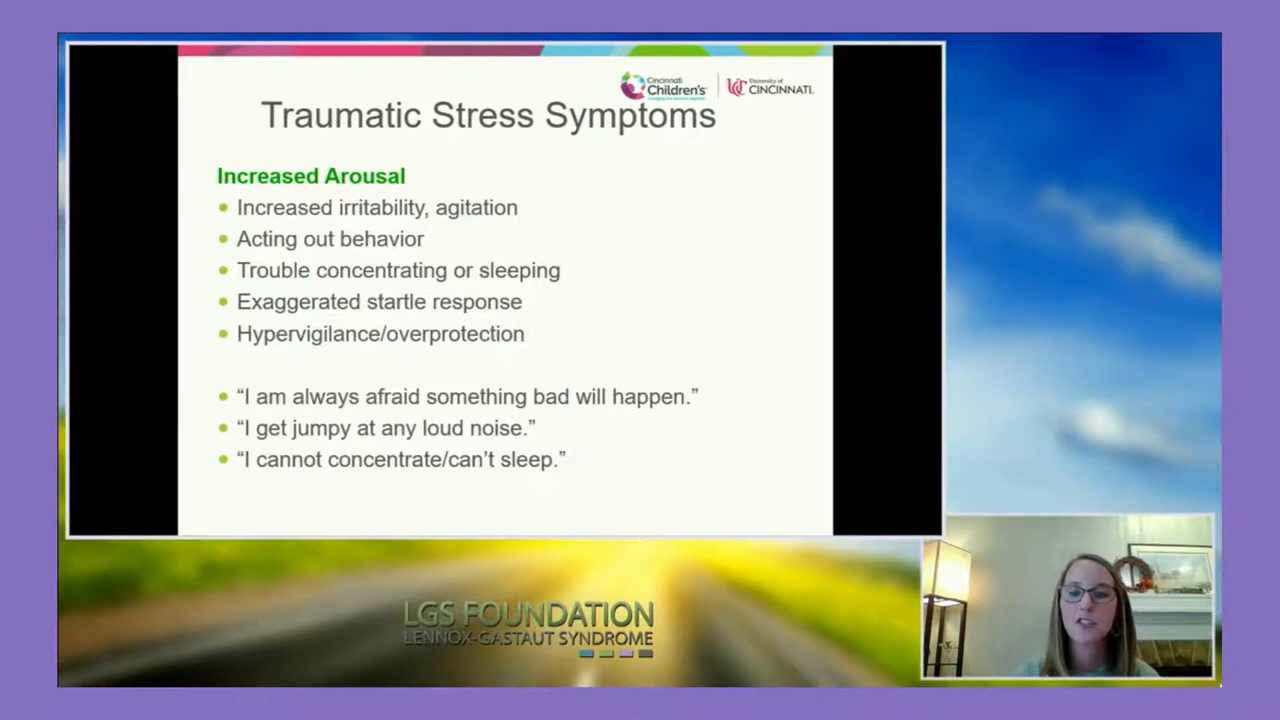 Cincinnati
Children's
University of
CINCINNATI.
Traumatic Stress Symptoms
Increased Arousal
• Increased irritability, agitation
• Acting out behavior
• Trouble concentrating or sleeping
• Exaggerated startle response
• Hypervigilance/overprotection
• “I am always afraid something bad will happen.”
• “I get jumpy at any loud noise.”
• “I cannot concentrate/can’t sleep.”
LGS FOUNDATION
LENNOX-GASTAUT SYNDROME